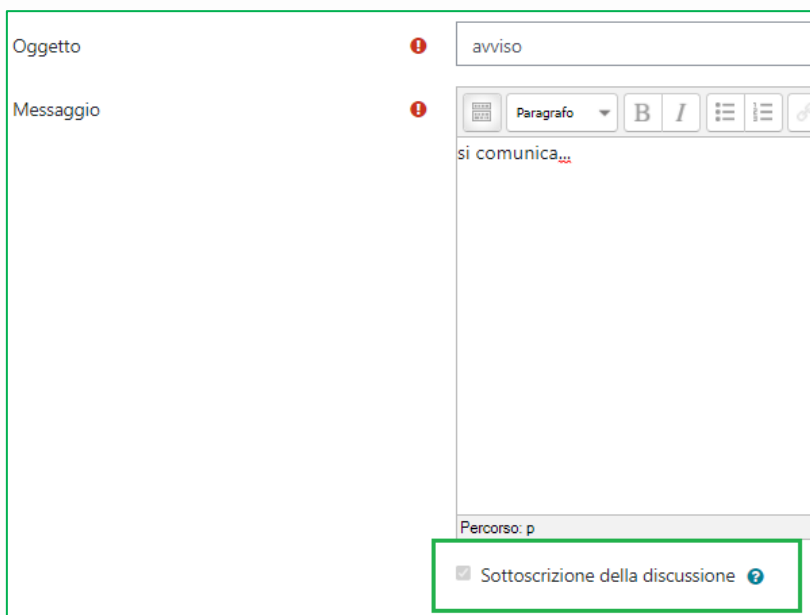 Oggetto
avviso
Messaggio
Paragrafo
B I
si comunica...
Percorso: p
Sottoscrizione della discussione